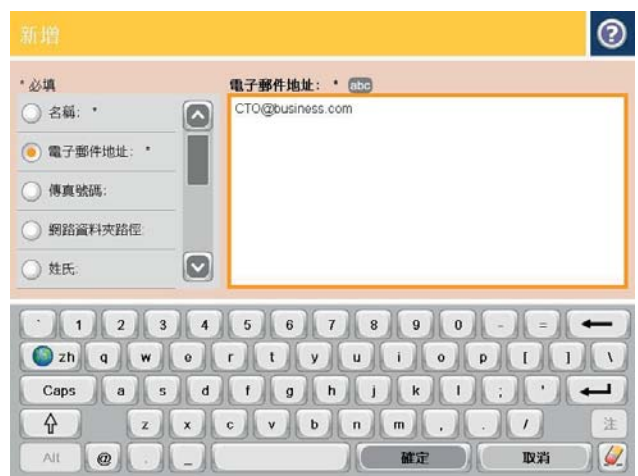 新增
?
* 必填
名稱： *
電子郵件地址： *
傳真號碼：
網路資料夾路徑
姓氏：
電子郵件地址： * abc
CTO@business.com
` 1 2 3 4 5 6 7 8 9 0 - =
zh q w e r t y u i o p [ ] \
Caps a s d f g h j k l ; '
z x c v b n m , . / 注
Alt @ . _ 確定 取消